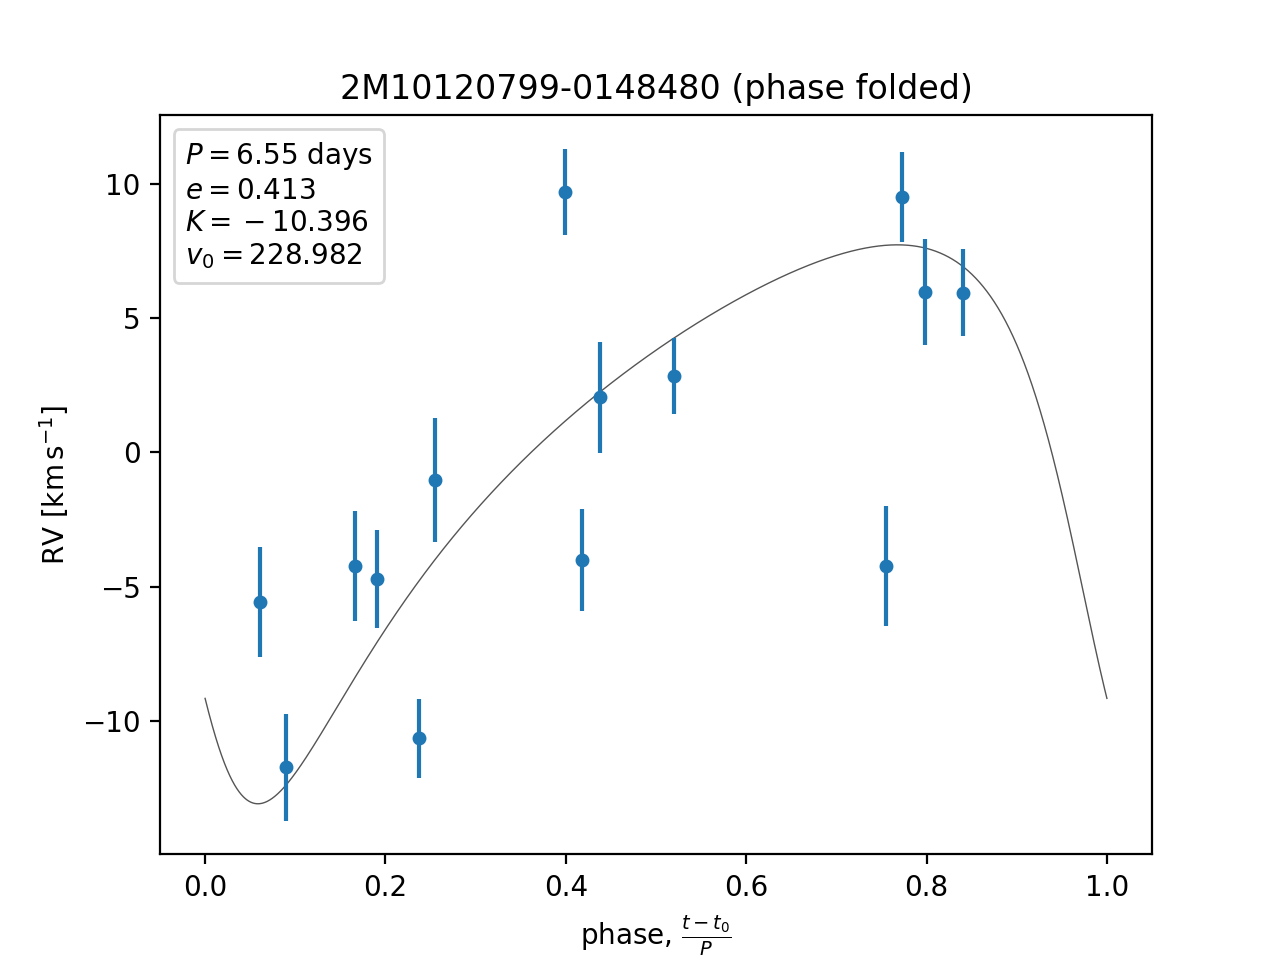 2M10120799-0148480 (phase folded)
P = 6.55 days
e = 0.413
K = −10.396
v₀ = 228.982
10
5
0
−5
−10
RV [km s⁻¹]
0.0 0.2 0.4 0.6 0.8 1.0
phase, (t − t₀)/P